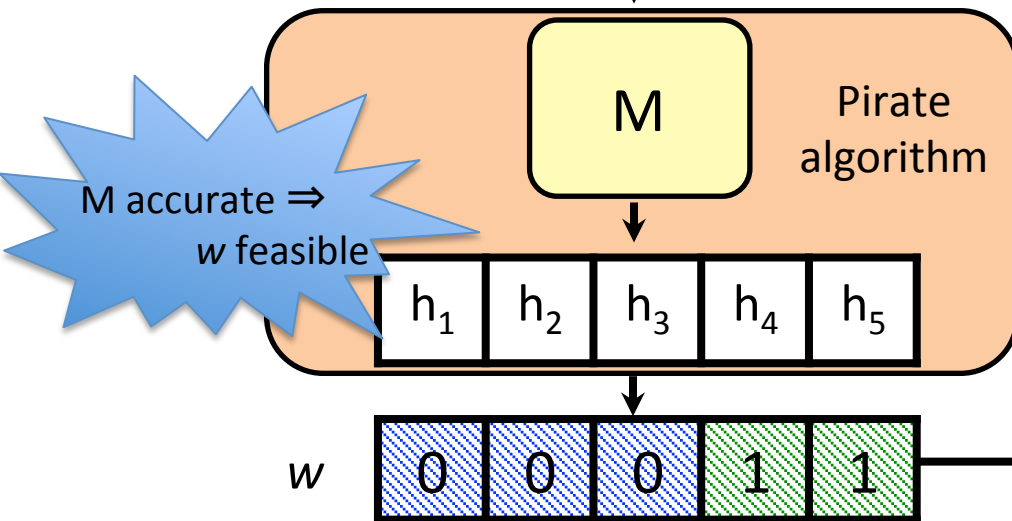 M
Pirate
algorithm
M accurate ⇒
w feasible
h₁ h₂ h₃ h₄ h₅
w 0 0 0 1 1